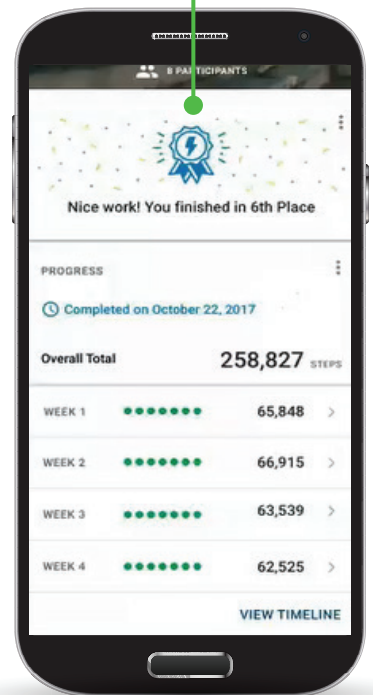 8 PARTICIPANTS
Nice work! You finished in 6th Place
PROGRESS
Completed on October 22, 2017
Overall Total 258,827 STEPS
WEEK 1 65,848
WEEK 2 66,915
WEEK 3 63,539
WEEK 4 62,525
VIEW TIMELINE